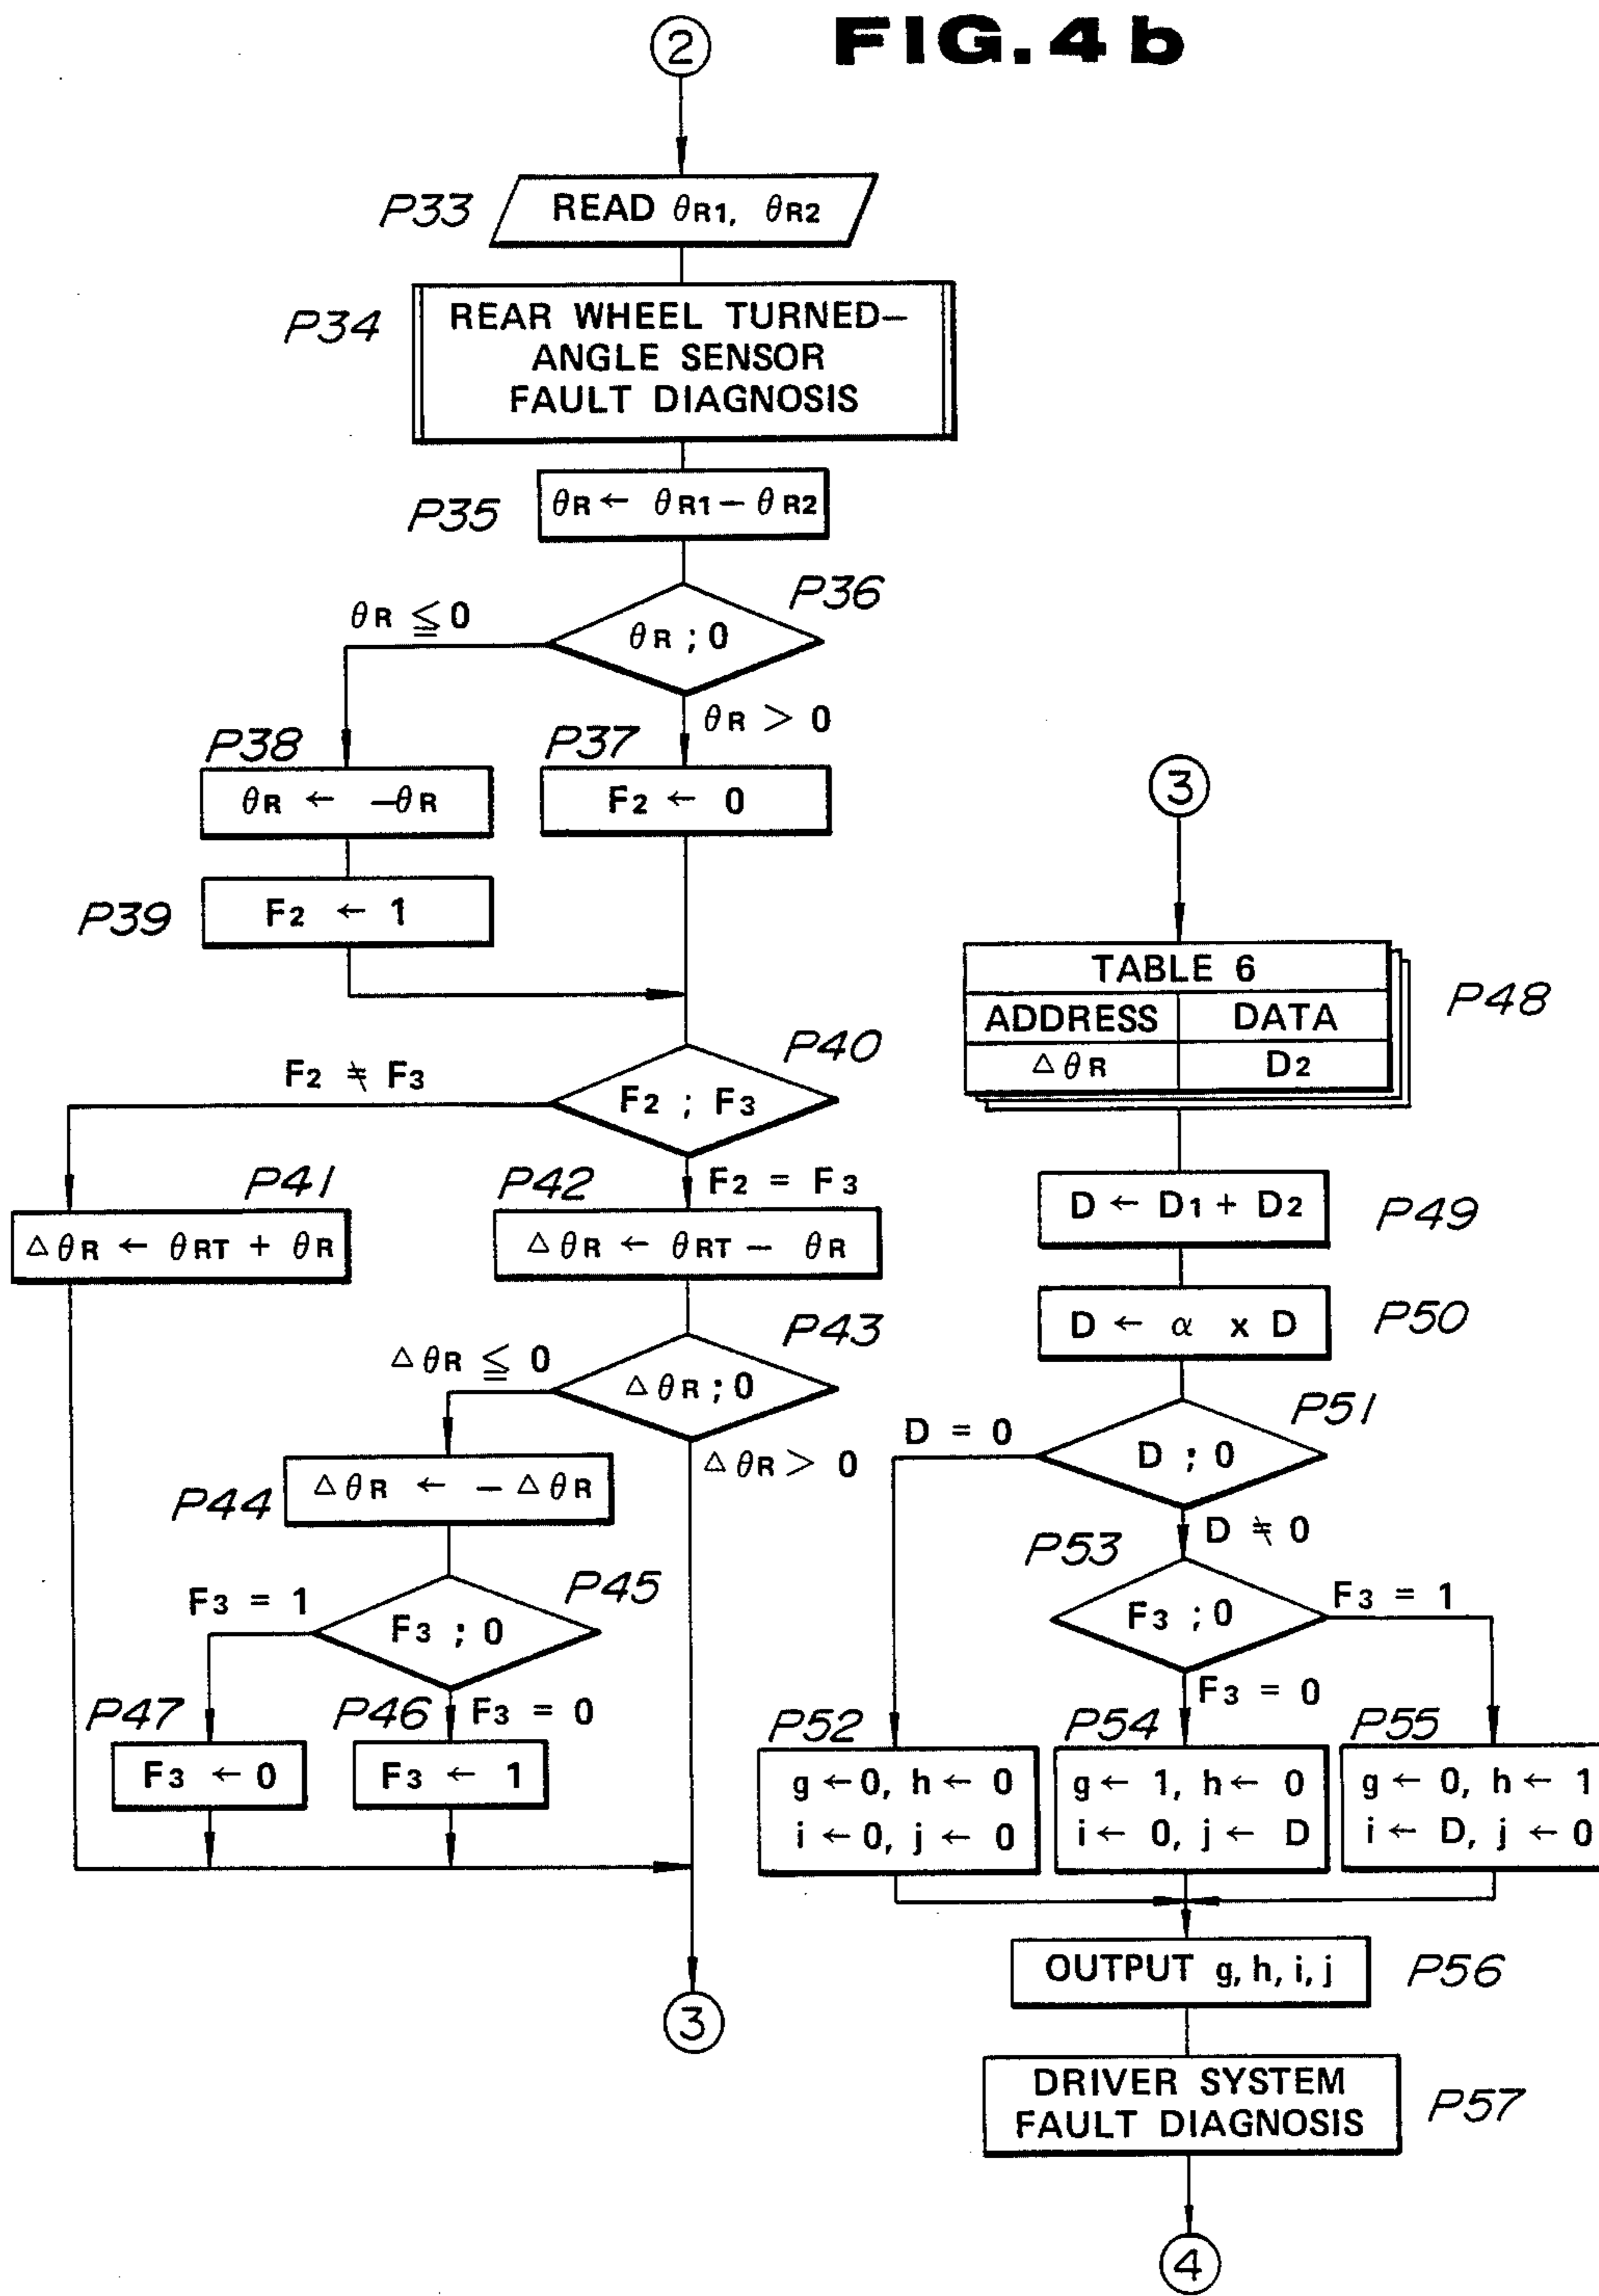 FIG. 4 b
2
P33
READ θR1, θR2
P34
REAR WHEEL TURNED–
ANGLE SENSOR
FAULT DIAGNOSIS
P35
θR ← θR1 – θR2
P36
θR ≦ 0
θR ; 0
θR > 0
P38
θR ← –θR
P37
F2 ← 0
P39
F2 ← 1
P40
F2 ≠ F3
F2 ; F3
F2 = F3
P41
△θR ← θRT + θR
P42
△θR ← θRT – θR
P43
△θR ≦ 0
△θR ; 0
△θR > 0
P44
△θR ← – △θR
P45
F3 = 1
F3 ; 0
F3 = 0
P47
F3 ← 0
P46
F3 ← 1
3
3
TABLE 6
ADDRESS DATA
△θR D2
P48
D ← D1 + D2
P49
D ← α x D
P50
P51
D = 0
D ; 0
D ≠ 0
P53
F3 ; 0
F3 = 1
F3 = 0
P52
g ← 0, h ← 0
i ← 0, j ← 0
P54
g ← 1, h ← 0
i ← 0, j ← D
P55
g ← 0, h ← 1
i ← D, j ← 0
OUTPUT g, h, i, j
P56
DRIVER SYSTEM
FAULT DIAGNOSIS
P57
4